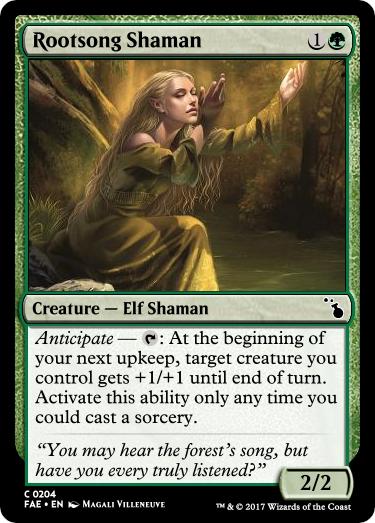 Rootsong Shaman 1
Creature — Elf Shaman
Anticipate — : At the beginning of
your next upkeep, target creature you
control gets +1/+1 until end of turn.
Activate this ability only any time you
could cast a sorcery.
“You may hear the forest’s song, but
have you every truly listened?”
2/2
C 0204
FAE • EN Magali Villeneuve
™ & © 2017 Wizards of the Coast